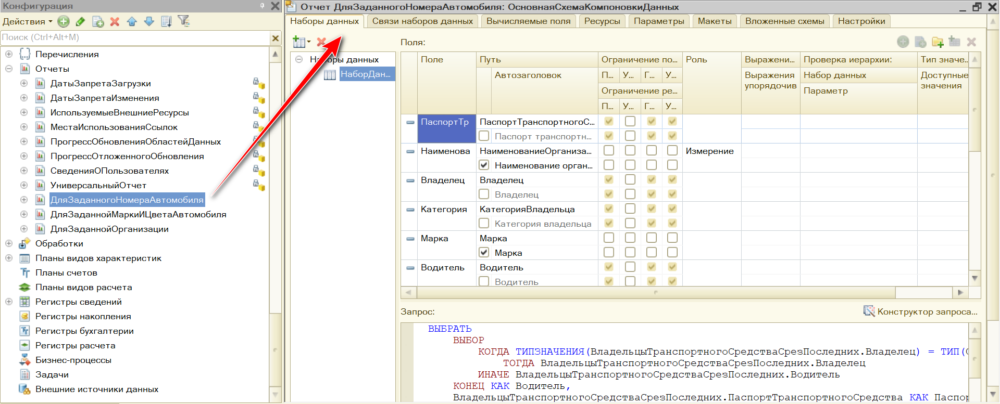 Конфигурация
Действия
Поиск (Ctrl+Alt+M)
Перечисления
Отчеты
ДатыЗапретаЗагрузки
ДатыЗапретаИзменения
ИспользуемыеВнешниеРесурсы
МестаИспользованияСсылок
ПрогрессОбновленияОбластейДанных
ПрогрессОтложенногоОбновления
СведенияОПользователях
УниверсальныйОтчет
ДляЗаданногоНомераАвтомобиля
ДляЗаданнойМаркиИЦветаАвтомобиля
ДляЗаданнойОрганизации
Обработки
Планы видов характеристик
Планы счетов
Планы видов расчета
Регистры сведений
Регистры накопления
Регистры бухгалтерии
Регистры расчета
Бизнес-процессы
Задачи
Внешние источники данных
Отчет ДляЗаданногоНомераАвтомобиля: ОсновнаяСхемаКомпоновкиДанных
Наборы данных Связи наборов данных Вычисляемые поля Ресурсы Параметры Макеты Вложенные схемы Настройки
Наборы данных
НаборДан...
Поля:
Поле Путь Ограничение по... Роль Выражени... Проверка иерархии: Тип значе...
Автозаголовок П... У... Г... У... Выражения упорядочив Набор данных Доступные значения
Ограничение ре... Параметр
П... У... Г... У...
ПаспортТр ПаспортТранспортногоС...
Паспорт транспортн...
Наименова НаименованиеОрганиза... Измерение
Наименование орган...
Владелец Владелец
Владелец
Категория КатегорияВладельца
Категория владельца
Марка Марка
Марка
Водитель Водитель
Водитель
Запрос: Конструктор запроса...
ВЫБРАТЬ
ВЫБОР
КОГДА ТИПЗНАЧЕНИЯ(ВладельцыТранспортногоСредстваСрезПоследних.Владелец) = ТИП(
ТОГДА ВладельцыТранспортногоСредстваСрезПоследних.Владелец
ИНАЧЕ ВладельцыТранспортногоСредстваСрезПоследних.Водитель
КОНЕЦ КАК Водитель,
ВладельцыТранспортногоСредстваСрезПоследних.ПаспортТранспортногоСредства КАК Паспор